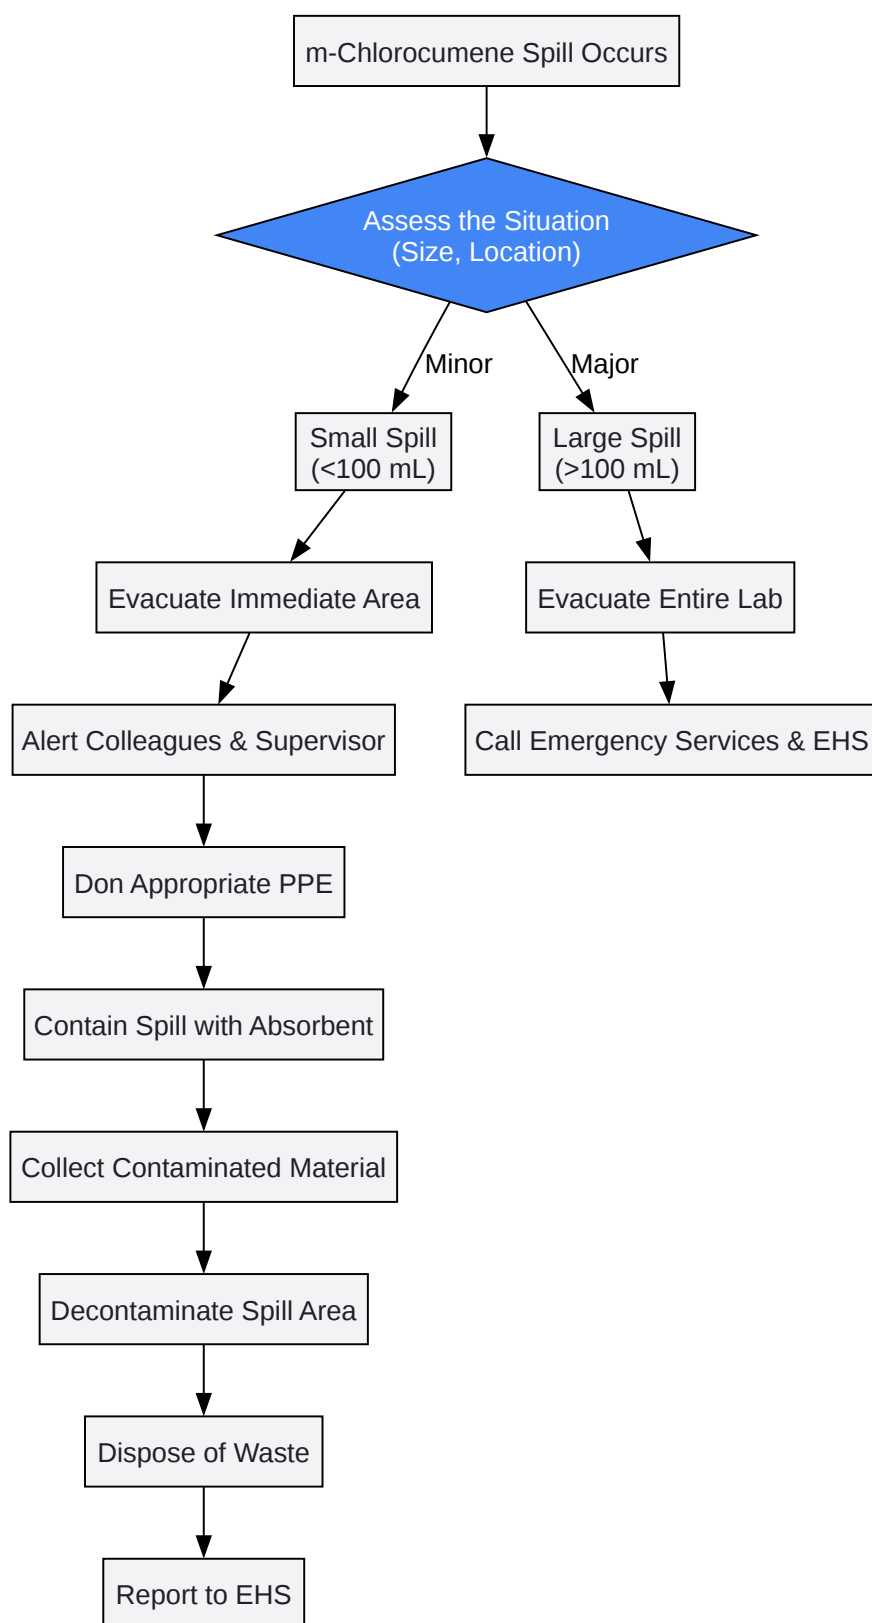 m-Chlorocumene Spill Occurs
Assess the Situation
(Size, Location)
Minor
Major
Small Spill
(<100 mL)
Large Spill
(>100 mL)
Evacuate Immediate Area
Evacuate Entire Lab
Alert Colleagues & Supervisor
Call Emergency Services & EHS
Don Appropriate PPE
Contain Spill with Absorbent
Collect Contaminated Material
Decontaminate Spill Area
Dispose of Waste
Report to EHS